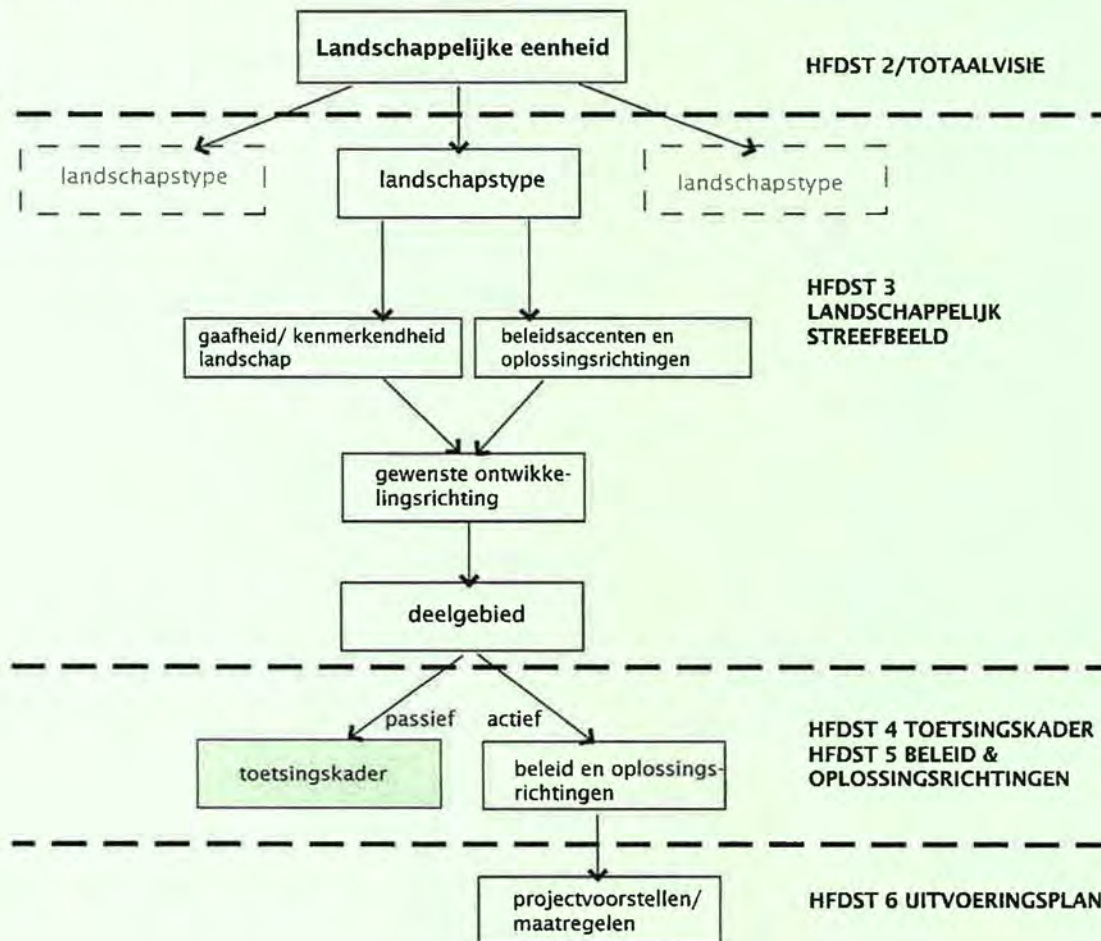 Landschappelijke eenheid
HFDST 2/TOTAALVISIE
landschapstype
landschapstype
landschapstype
HFDST 3
LANDSCHAPPELIJK
STREEFBEELD
gaafheid/ kenmerkendheid
landschap
beleidsaccenten en
oplossingsrichtingen
gewenste ontwikke-
lingsrichting
deelgebied
passief
actief
HFDST 4 TOETSINGSKADER
HFDST 5 BELEID &
OPLOSSINGSRICHTINGEN
toetsingskader
beleid en oplossings-
richtingen
projectvoorstellen/
maatregelen
HFDST 6 UITVOERINGSPLAN